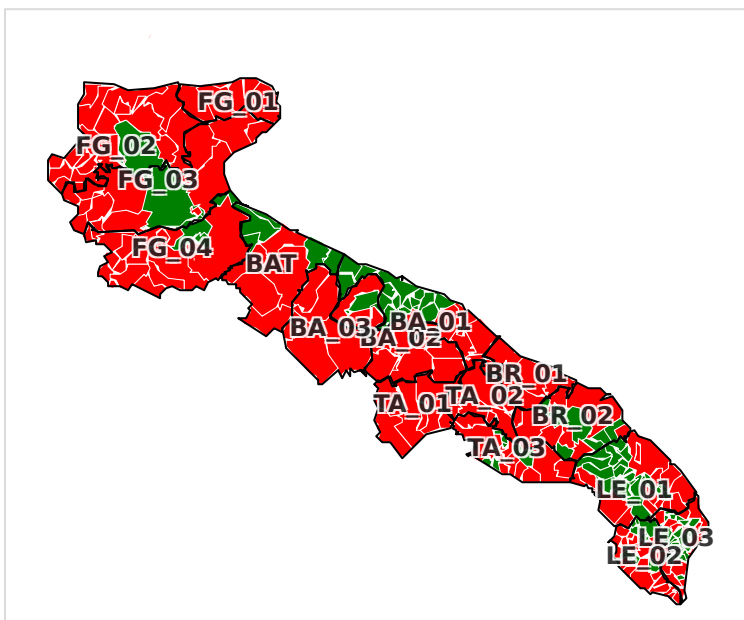 FG_01
FG_02
FG_03
FG_04
BAT
BA_01
BA_03
BA_02
BR_01
TA_02
TA_01
BR_02
TA_03
LE_01
LE_03
LE_02